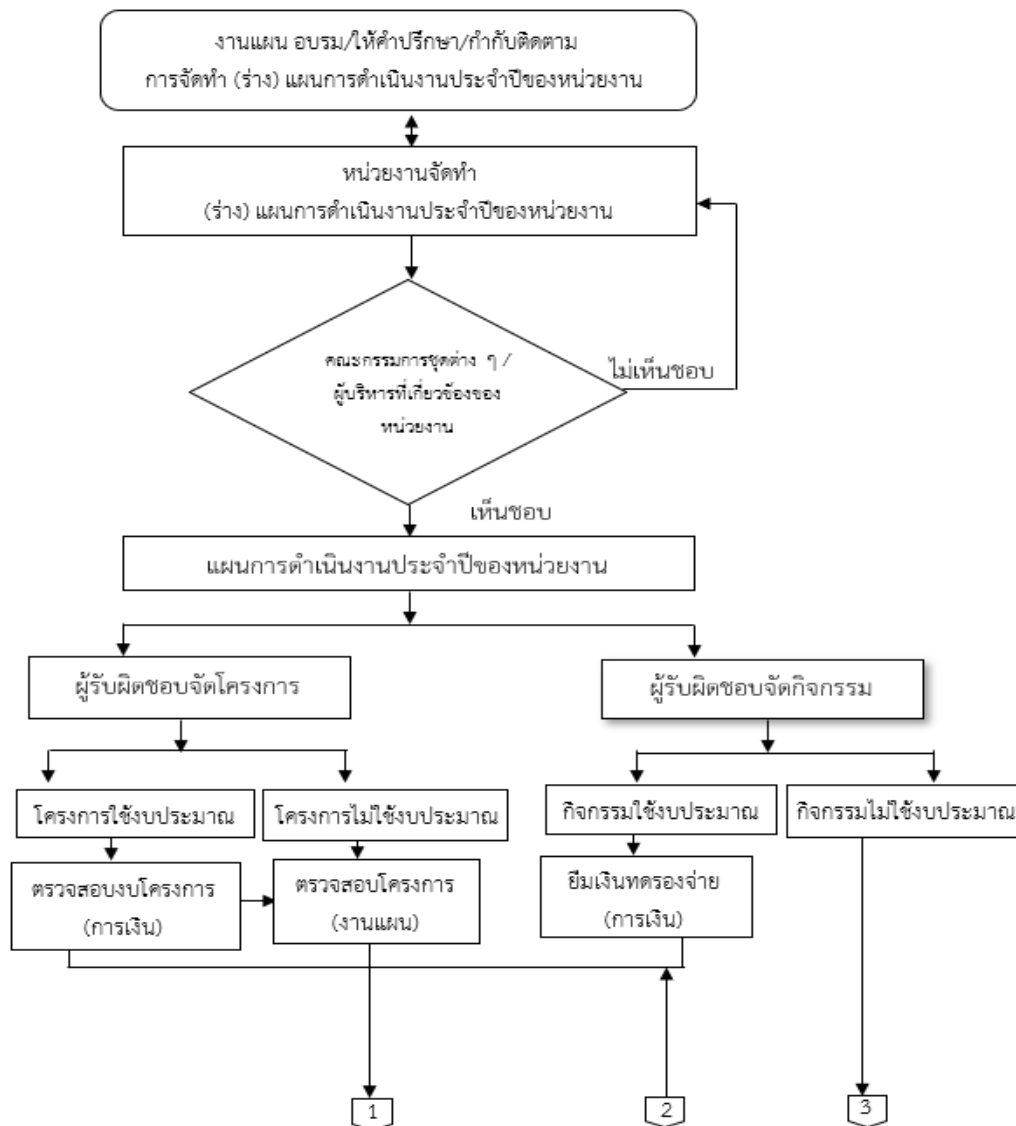 งานแผน อบรม/ให้คำปรึกษา/กำกับติดตาม
การจัดทำ (ร่าง) แผนการดำเนินงานประจำปีของหน่วยงาน
หน่วยงานจัดทำ
(ร่าง) แผนการดำเนินงานประจำปีของหน่วยงาน
คณะกรรมการชุดต่าง ๆ /
ผู้บริหารที่เกี่ยวข้องของ
หน่วยงาน
ไม่เห็นชอบ
เห็นชอบ
แผนการดำเนินงานประจำปีของหน่วยงาน
ผู้รับผิดชอบจัดโครงการ
ผู้รับผิดชอบจัดกิจกรรม
โครงการใช้งบประมาณ
โครงการไม่ใช้งบประมาณ
กิจกรรมใช้งบประมาณ
กิจกรรมไม่ใช้งบประมาณ
ตรวจสอบงบโครงการ
(การเงิน)
ตรวจสอบโครงการ
(งานแผน)
ยืมเงินทดรองจ่าย
(การเงิน)
1
2
3